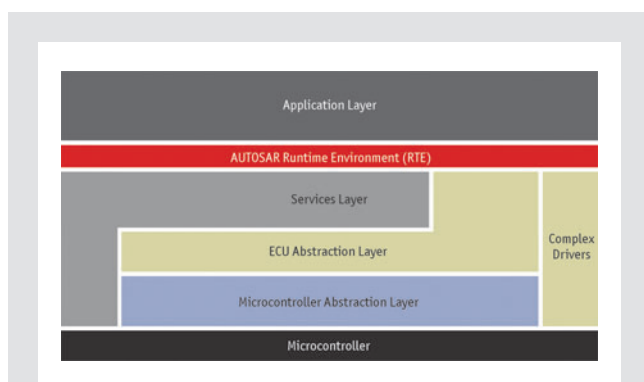 Application Layer
AUTOSAR Runtime Environment (RTE)
Services Layer
ECU Abstraction Layer
Complex
Drivers
Microcontroller Abstraction Layer
Microcontroller